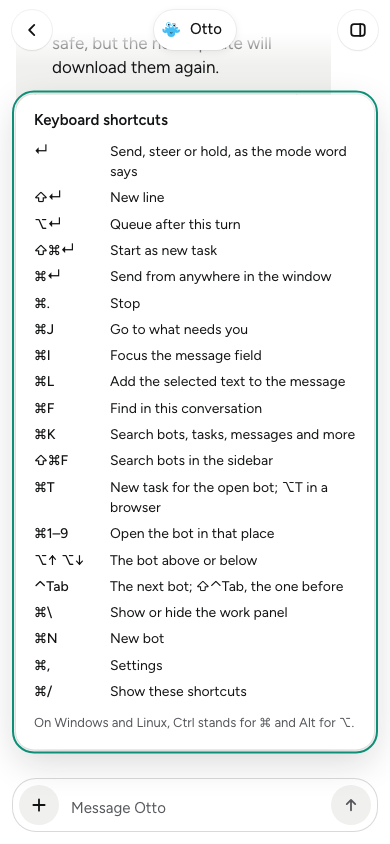 Otto
safe, but the
will
download them again.
Keyboard shortcuts
↵ Send, steer or hold, as the mode word
says
⇧↵ New line
⌥↵ Queue after this turn
⇧⌘↵ Start as new task
⌘↵ Send from anywhere in the window
⌘. Stop
⌘J Go to what needs you
⌘I Focus the message field
⌘L Add the selected text to the message
⌘F Find in this conversation
⌘K Search bots, tasks, messages and more
⇧⌘F Search bots in the sidebar
⌘T New task for the open bot; ⌥T in a
browser
⌘1–9 Open the bot in that place
⌥↑ ⌥↓ The bot above or below
^Tab The next bot; ⇧^Tab, the one before
⌘\ Show or hide the work panel
⌘N New bot
⌘, Settings
⌘/ Show these shortcuts
On Windows and Linux, Ctrl stands for ⌘ and Alt for ⌥.
Message Otto